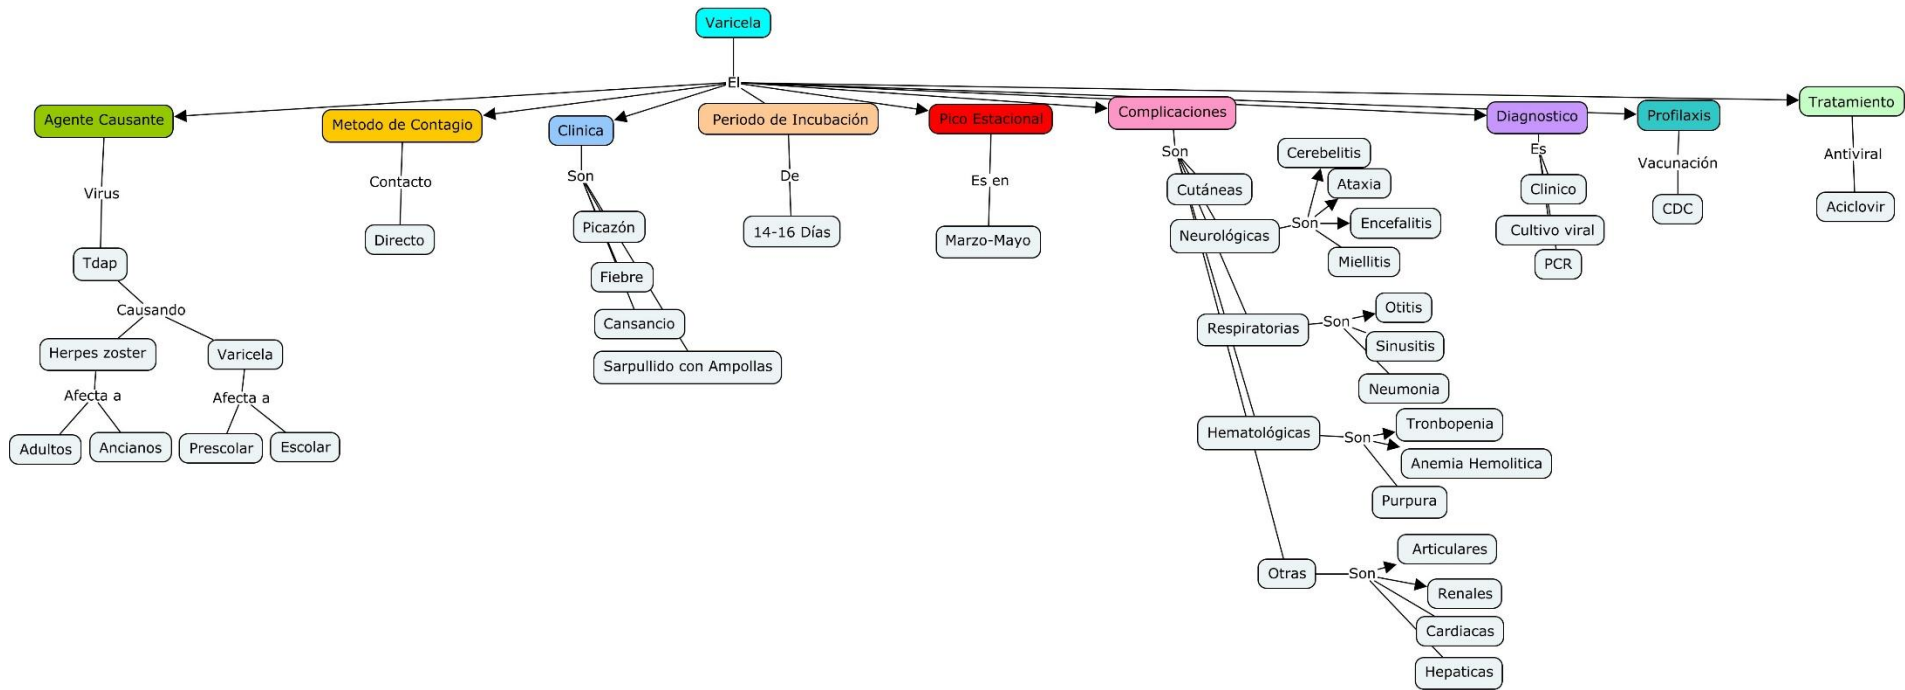 Varicela
El
Agente Causante
Virus
Tdap
Causando
Herpes zoster
Afecta a
Adultos
Ancianos
Varicela
Afecta a
Prescolar
Escolar
Metodo de Contagio
Contacto
Directo
Clinica
Son
Picazón
Fiebre
Cansancio
Sarpullido con Ampollas
Periodo de Incubación
De
14-16 Días
Pico Estacional
Es en
Marzo-Mayo
Complicaciones
Son
Cutáneas
Neurológicas
Son
Cerebelitis
Ataxia
Encefalitis
Miellitis
Respiratorias
Son
Otitis
Sinusitis
Neumonia
Hematológicas
Son
Tronbopenia
Anemia Hemolitica
Purpura
Otras
Son
Articulares
Renales
Cardiacas
Hepaticas
Diagnostico
Es
Clinico
Cultivo viral
PCR
Profilaxis
Vacunación
CDC
Tratamiento
Antiviral
Aciclovir